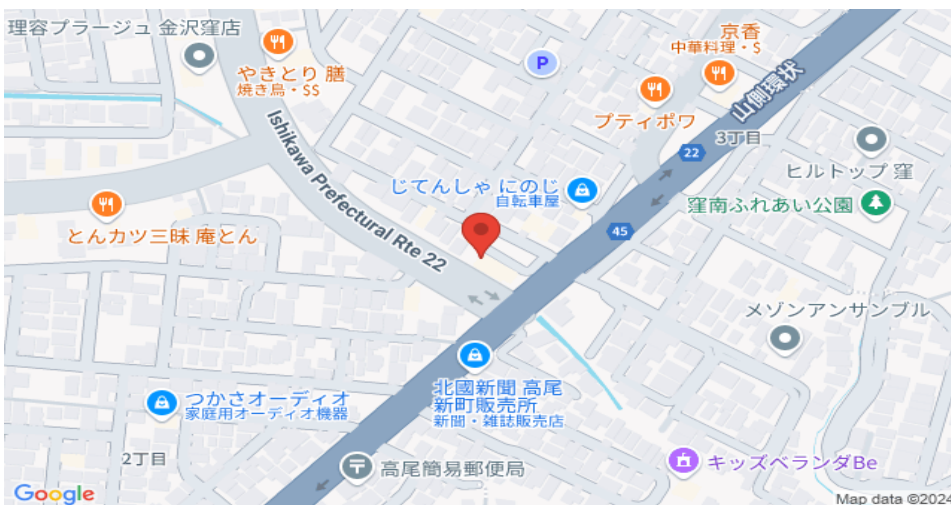 理容プラージュ 金沢窪店
やきとり 膳
焼き鳥・$$
P
京香
中華料理・$
プティポワ
山側環状
22
3丁目
ヒルトップ 窪
じてんしゃ にのじ
自転車屋
窪南ふれあい公園
Ishikawa Prefectural Rte 22
45
とんカツ三昧 庵とん
メゾンアンサンブル
北國新聞 高尾
新町販売所
新聞・雑誌販売店
つかさオーディオ
家庭用オーディオ機器
2丁目
高尾簡易郵便局
キッズベランダBe
Google
Map data ©2024